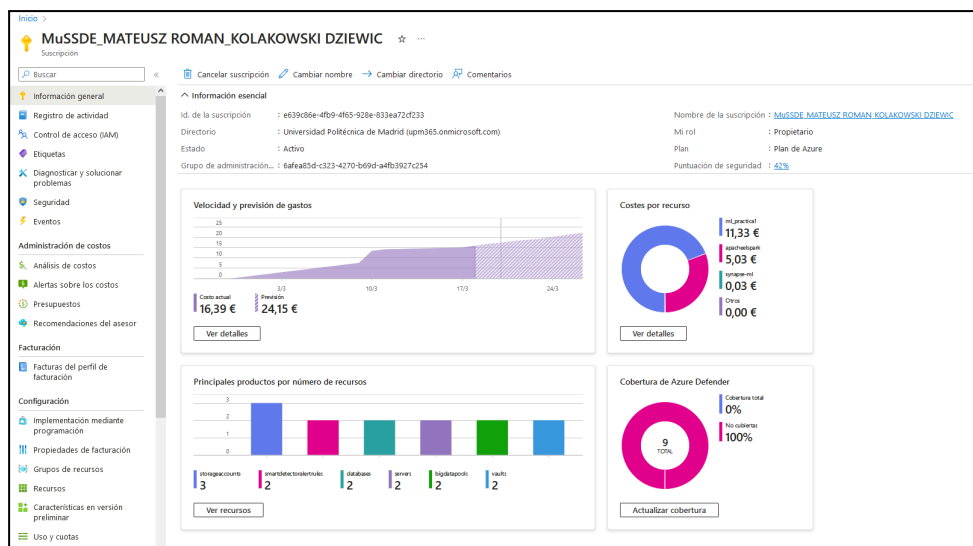 Inicio >
MuSSDE_MATEUSZ ROMAN_KOLAKOWSKI DZIEWIC ☆ ...
Suscripción
Buscar «
Información general
Registro de actividad
Control de acceso (IAM)
Etiquetas
Diagnosticar y solucionar
problemas
Seguridad
Eventos
Administración de costos
Análisis de costos
Alertas sobre los costos
Presupuestos
Recomendaciones del asesor
Facturación
Facturas del perfil de
facturación
Configuración
Implementación mediante
programación
Propiedades de facturación
Grupos de recursos
Recursos
Características en versión
preliminar
Uso y cuotas
Cancelar suscripción Cambiar nombre Cambiar directorio Comentarios
Información esencial
Id. de la suscripción : e639c86e-4fb9-4f65-928e-833ea72cf233
Directorio : Universidad Politécnica de Madrid (upm365.onmicrosoft.com)
Estado : Activo
Grupo de administración... : 6afea85d-c323-4270-b69d-a4fb3927c254
Nombre de la suscripción : MuSSDE_MATEUSZ ROMAN_KOLAKOWSKI DZIEWIC
Mi rol : Propietario
Plan : Plan de Azure
Puntuación de seguridad : 42%
Velocidad y previsión de gastos
25
20
15
10
5
0
3/3 10/3 17/3 24/3
Costo actual
16,39 €
Previsión
24,15 €
Ver detalles
Costes por recurso
ml_practica1
11,33 €
apacheelspark
5,03 €
synapse-ml
0,03 €
Otros
0,00 €
Ver detalles
Principales productos por número de recursos
3
2
1
0
storageaccounts
3
smartdetectoralertrules
2
databases
2
servers
2
bigdatapools
2
vaults
2
Ver recursos
Cobertura de Azure Defender
9
TOTAL
Cobertura total
0%
No cubiertas
100%
Actualizar cobertura